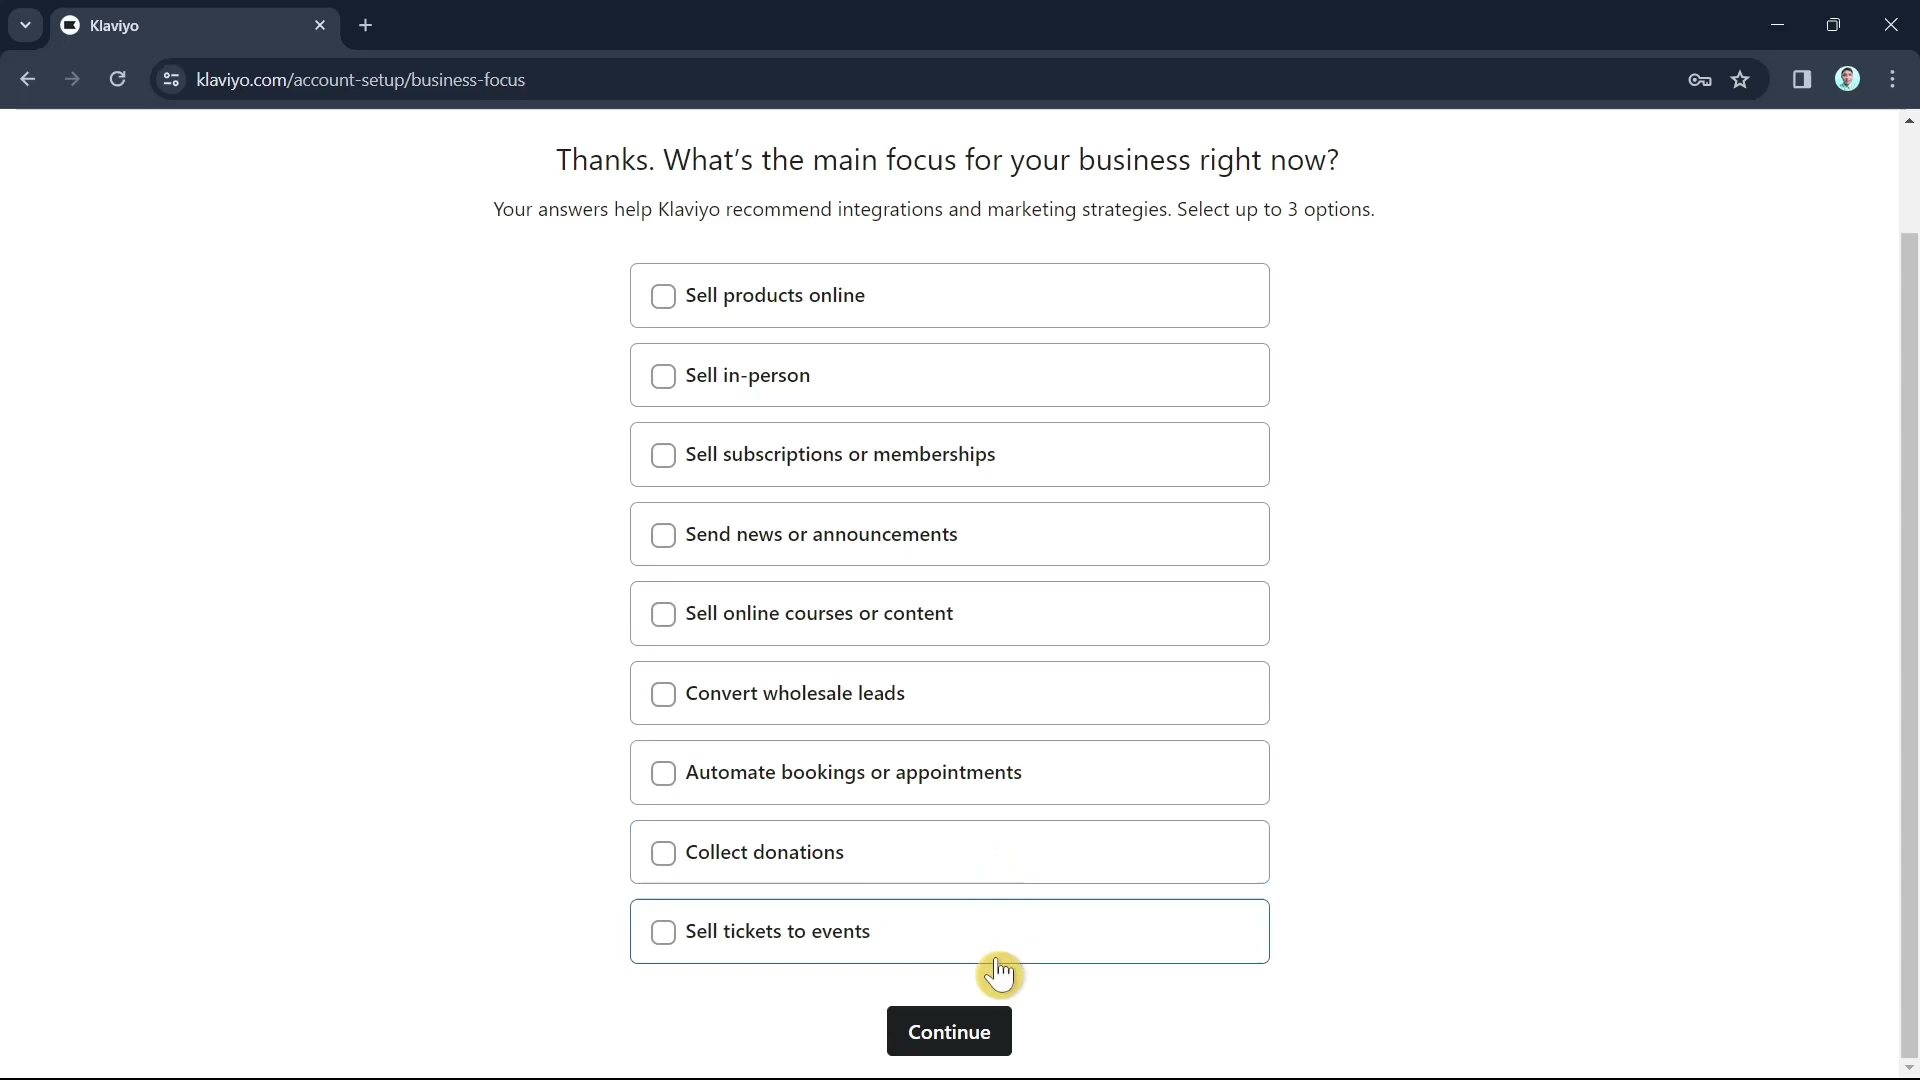 Klaviyo
klaviyo.com/account-setup/business-focus
Thanks. What's the main focus for your business right now?
Your answers help Klaviyo recommend integrations and marketing strategies. Select up to 3 options.
Sell products online
Sell in-person
Sell subscriptions or memberships
Send news or announcements
Sell online courses or content
Convert wholesale leads
Automate bookings or appointments
Collect donations
Sell tickets to events
Continue